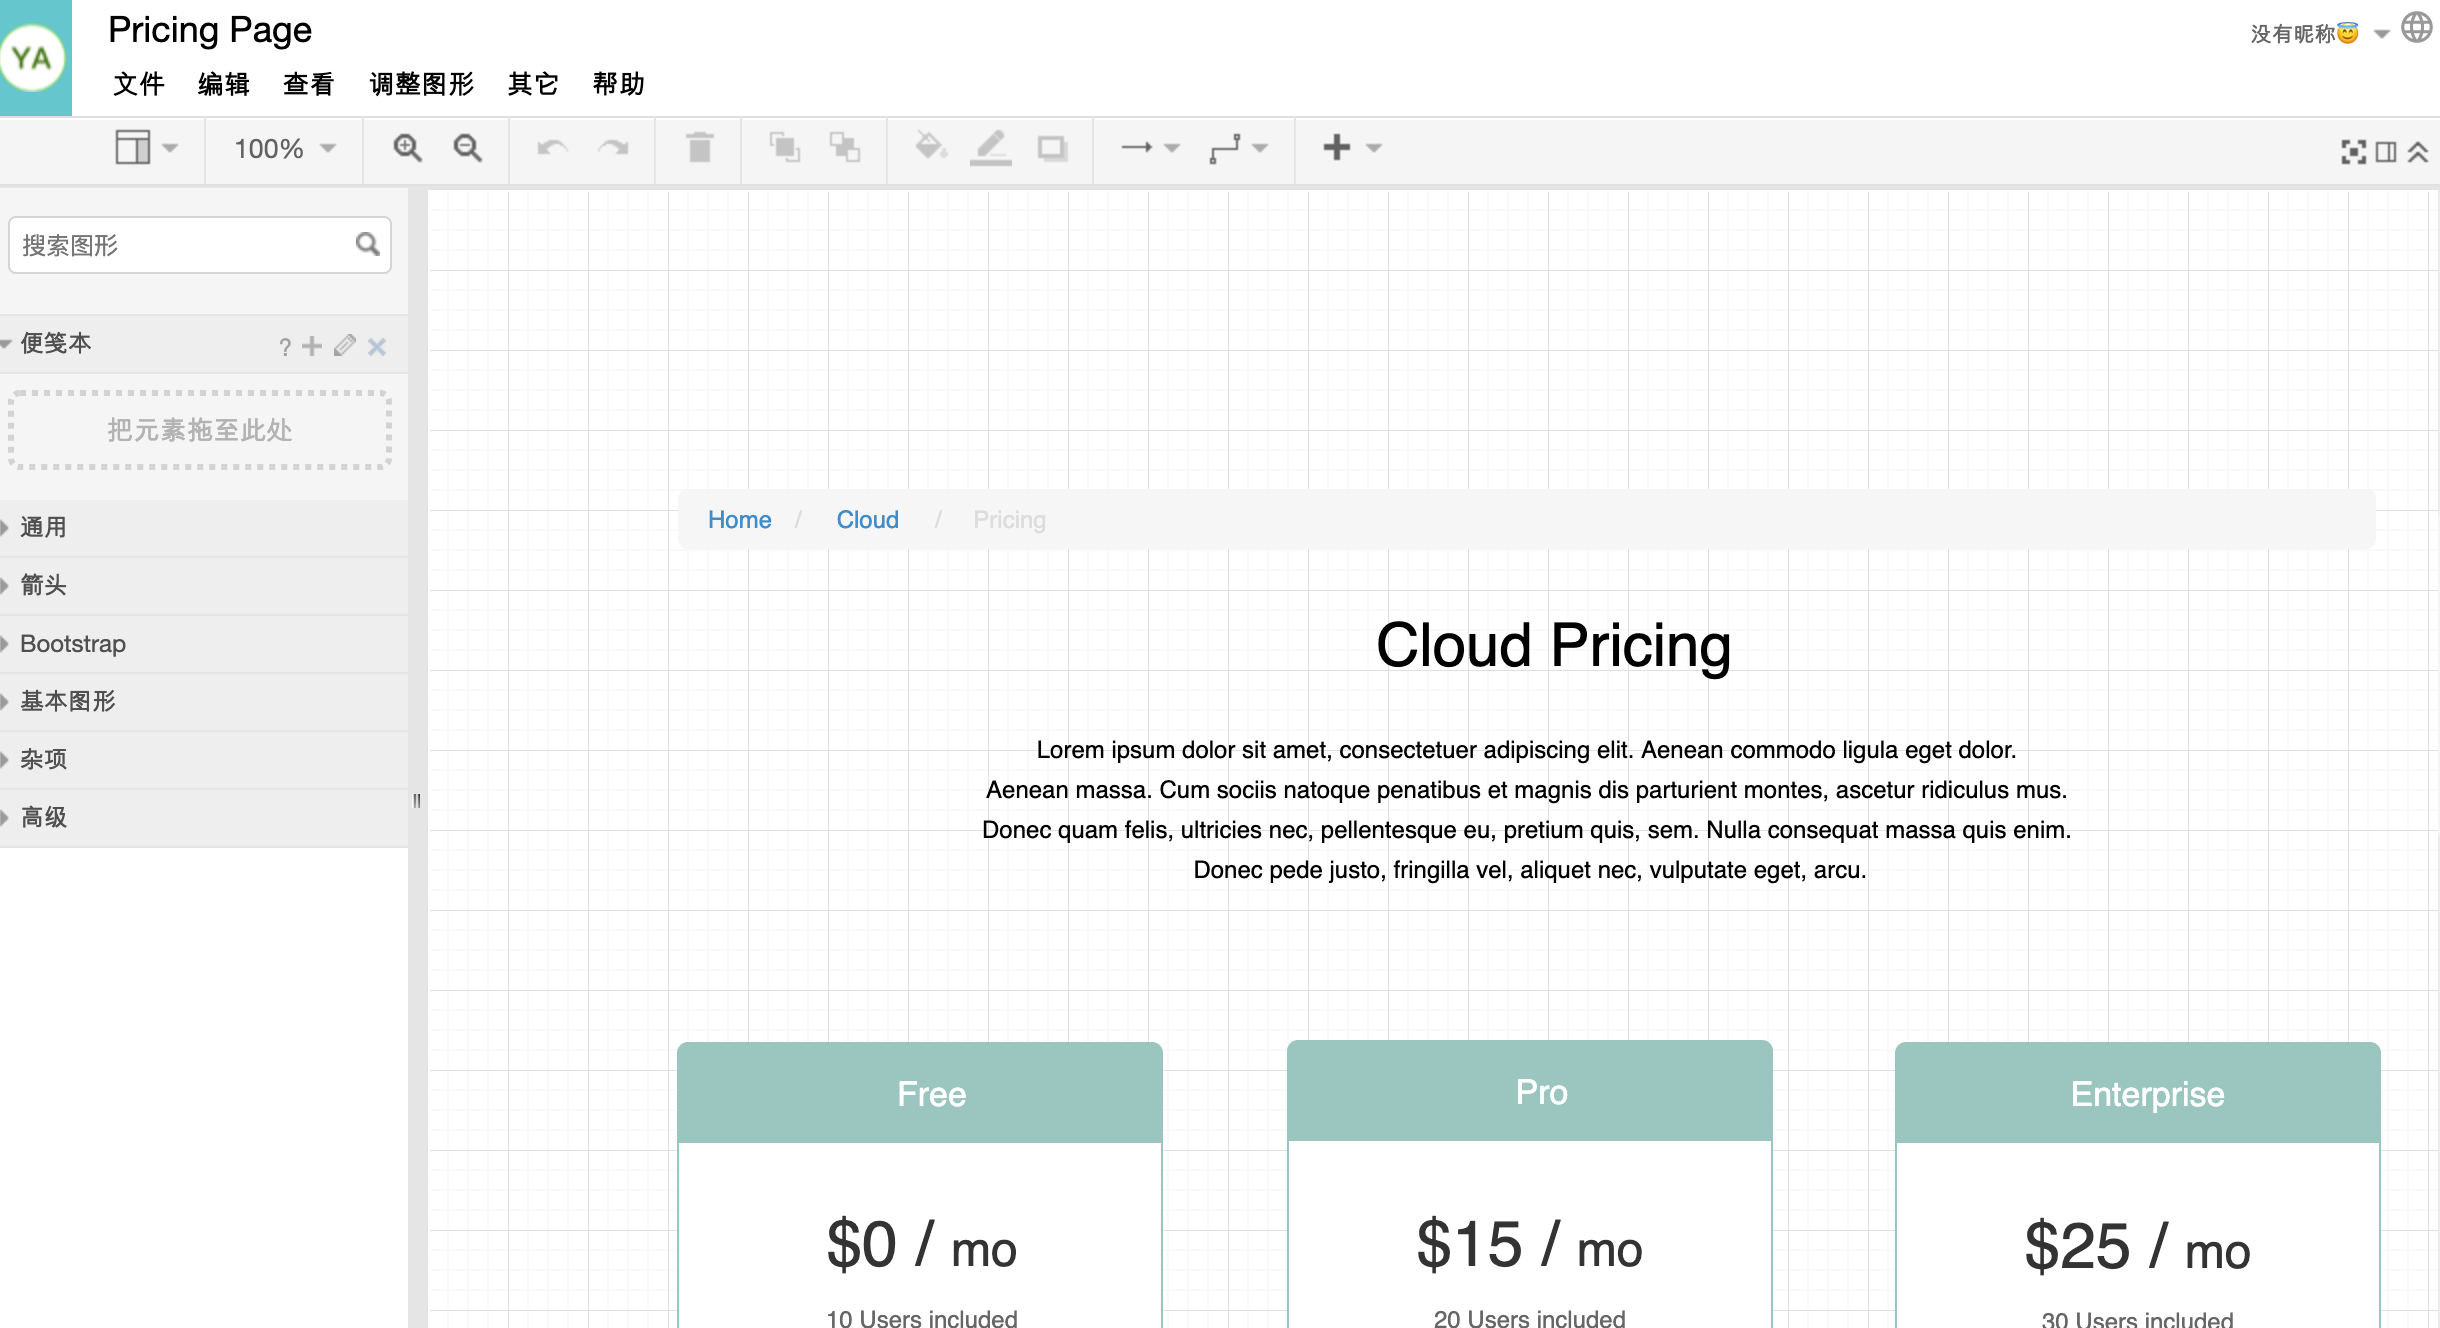 YA
Pricing Page
没有昵称😇
文件 编辑 查看 调整图形 其它 帮助
100%
搜索图形
便笺本 ?
把元素拖至此处
通用
箭头
Bootstrap
基本图形
杂项
高级
Home / Cloud / Pricing
Cloud Pricing
Lorem ipsum dolor sit amet, consectetuer adipiscing elit. Aenean commodo ligula eget dolor.
Aenean massa. Cum sociis natoque penatibus et magnis dis parturient montes, ascetur ridiculus mus.
Donec quam felis, ultricies nec, pellentesque eu, pretium quis, sem. Nulla consequat massa quis enim.
Donec pede justo, fringilla vel, aliquet nec, vulputate eget, arcu.
Free
$0 / mo
10 Users included
Pro
$15 / mo
20 Users included
Enterprise
$25 / mo
30 Users included